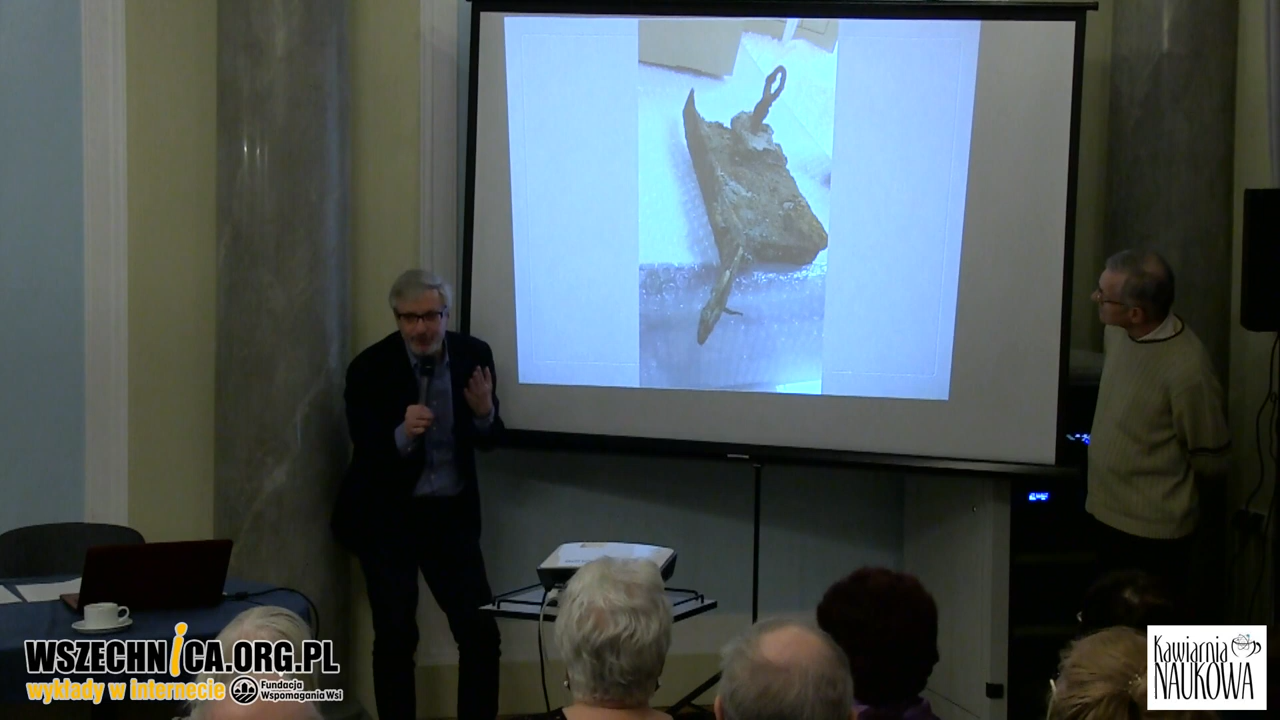 WSZECHNICA.ORG.PL
wykłady w internecie
Fundacja
Wspomagania Wsi
Kawiarnia
NAUKOWA